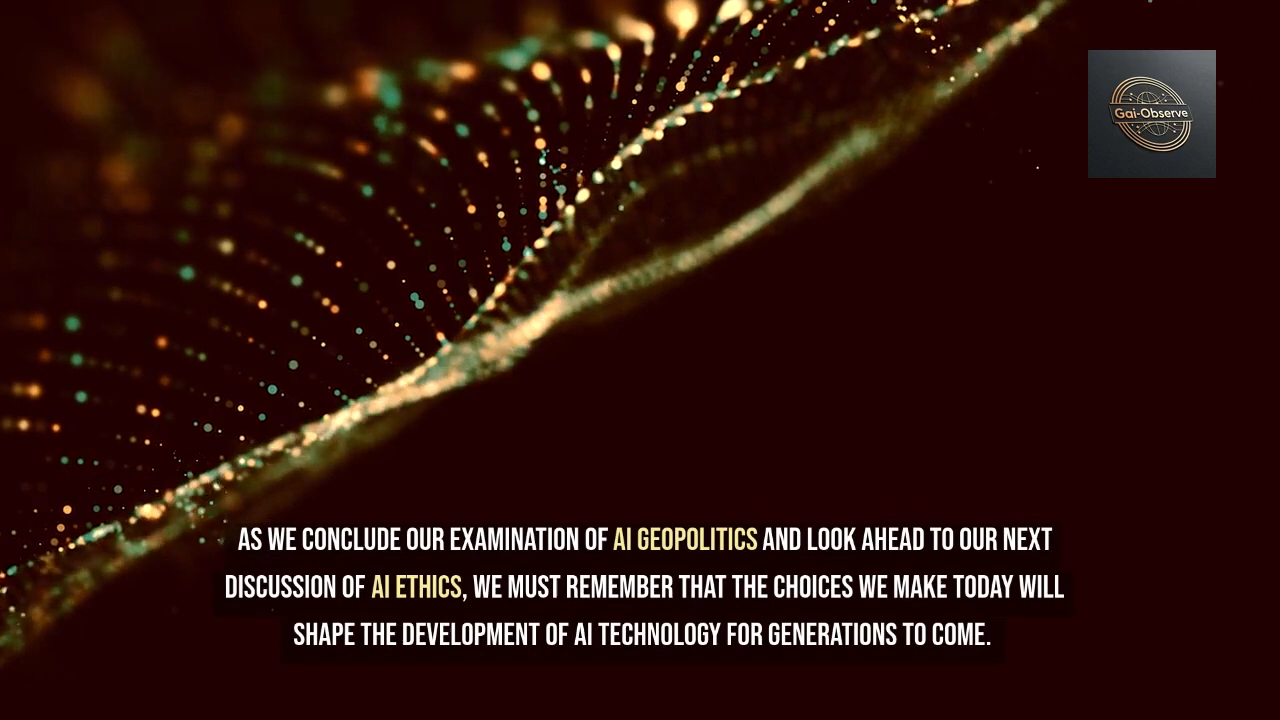 Gai-Observe
AS WE CONCLUDE OUR EXAMINATION OF AI GEOPOLITICS AND LOOK AHEAD TO OUR NEXT
DISCUSSION OF AI ETHICS, WE MUST REMEMBER THAT THE CHOICES WE MAKE TODAY WILL
SHAPE THE DEVELOPMENT OF AI TECHNOLOGY FOR GENERATIONS TO COME.